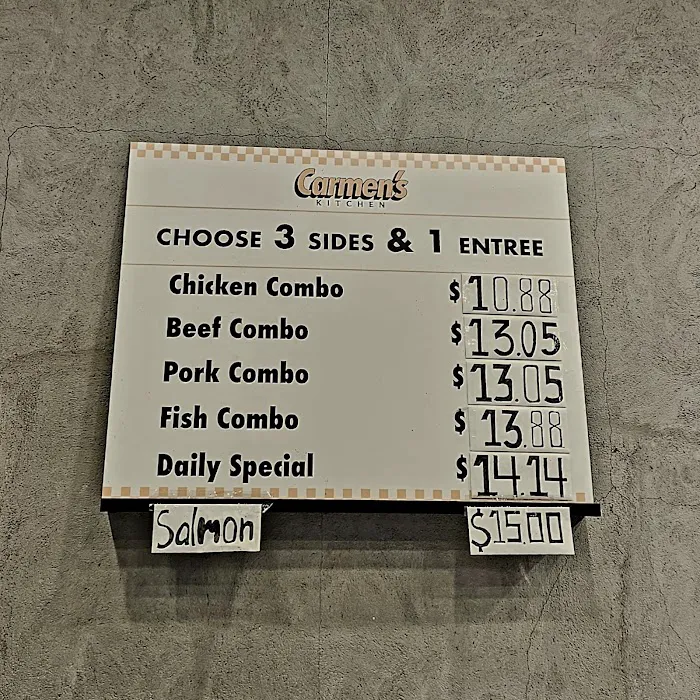 Carmen's
KITCHEN
CHOOSE 3 SIDES & 1 ENTREE
Chicken Combo $10.88
Beef Combo $13.05
Pork Combo $13.05
Fish Combo $13.88
Daily Special $14.14
Salmon $15.00